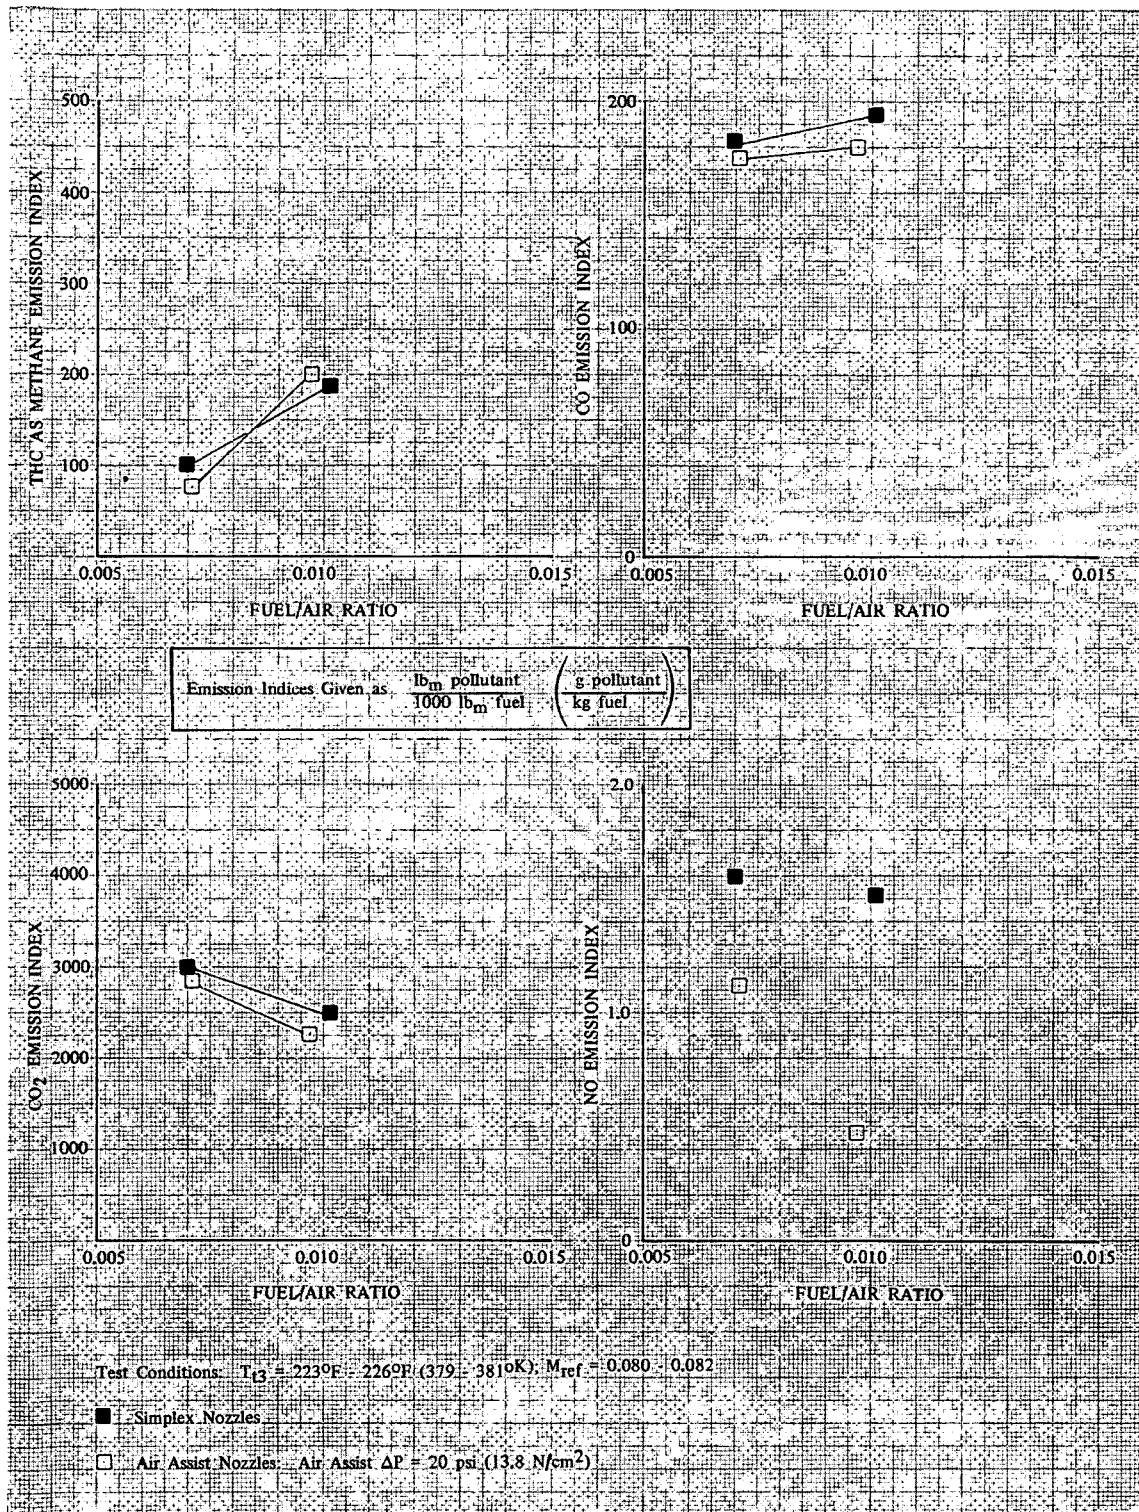 500
400
300
200
100
0.005 0.010 0.015
FUEL/AIR RATIO
THC AS METHANE EMISSION INDEX
200
100
0
0.005 0.010 0.015
FUEL/AIR RATIO
CO EMISSION INDEX
Emission Indices Given as lbm pollutant / 1000 lbm fuel (g pollutant / kg fuel)
5000
4000
3000
2000
1000
0.005 0.010 0.015
FUEL/AIR RATIO
CO2 EMISSION INDEX
2.0
1.0
0
0.005 0.010 0.015
FUEL/AIR RATIO
NO EMISSION INDEX
Test Conditions: Tt3 = 223°F - 226°F (379 - 381°K), Mref = 0.080 - 0.082
Simplex Nozzles
Air Assist Nozzles: Air Assist ΔP = 20 psi (13.8 N/cm²)